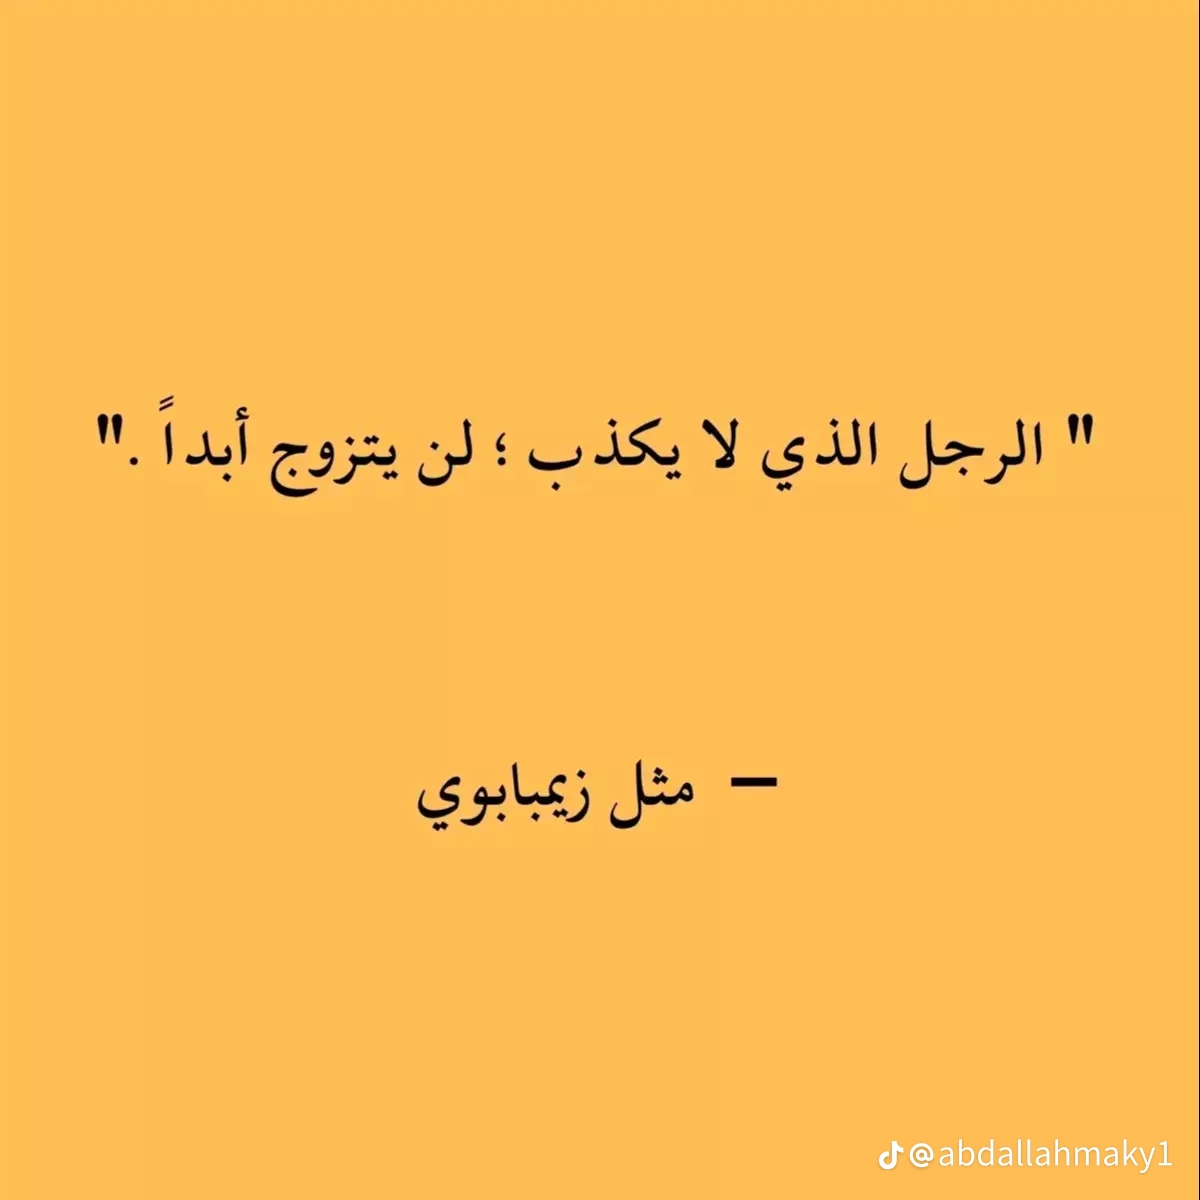 " الرجل الذي لا يكذب ؛ لن يتزوج أبداً ."
— مثل زيمبابوي
@abdallahmaky1